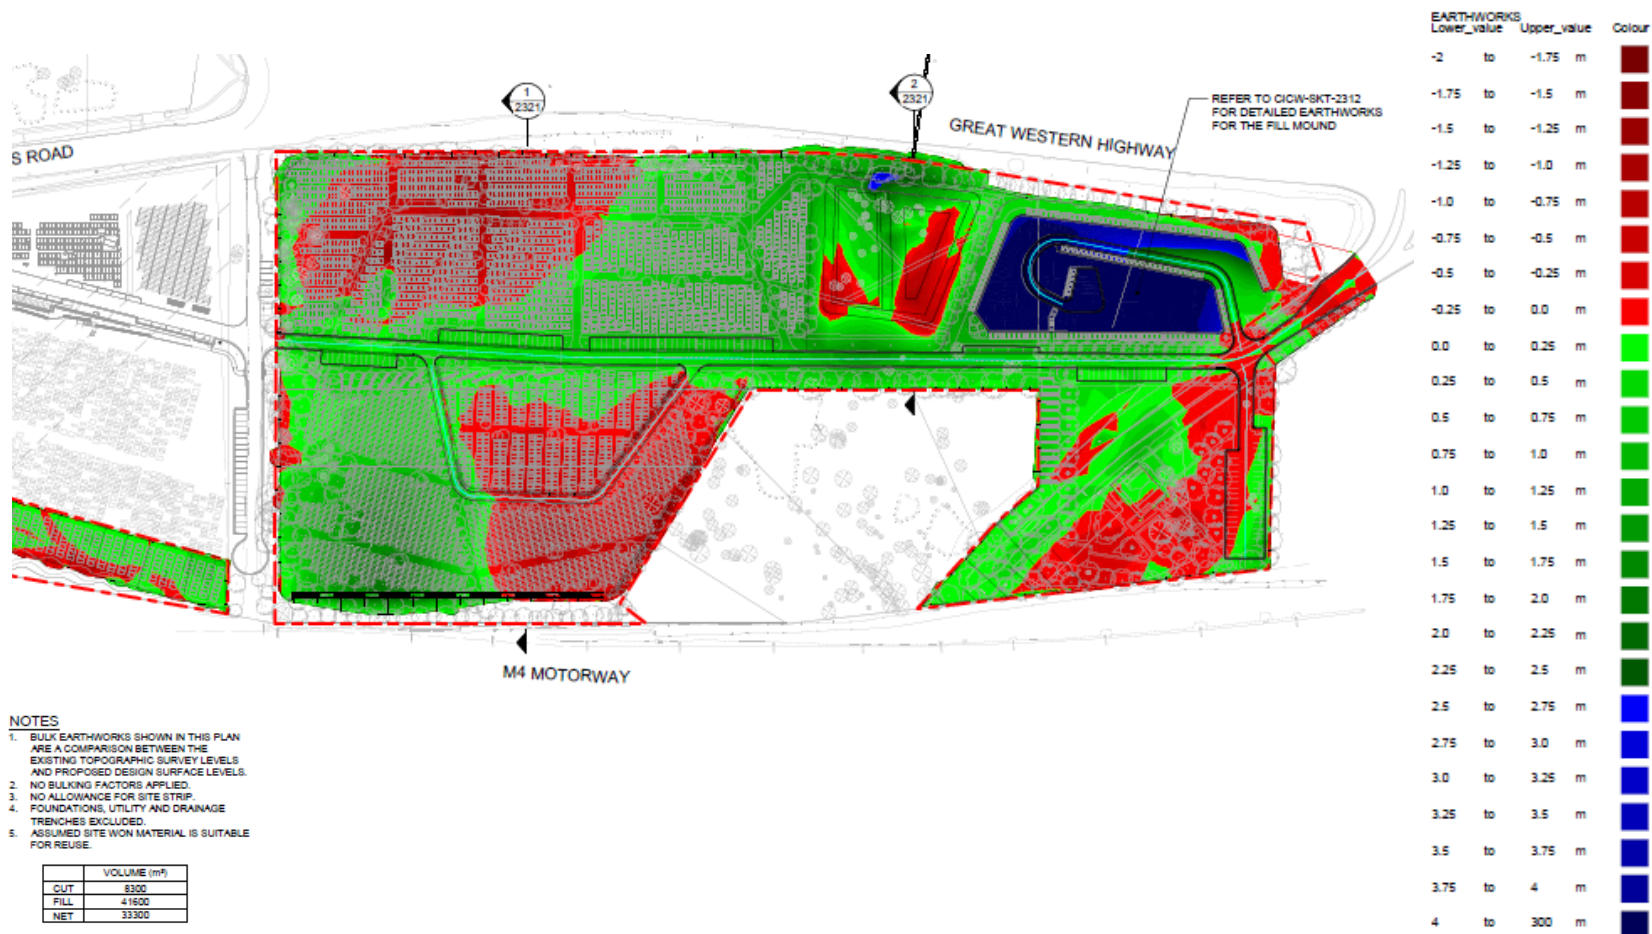 EARTHWORKS
Lower_value Upper_value Colour
-2 to -1.75 m
-1.75 to -1.5 m
-1.5 to -1.25 m
-1.25 to -1.0 m
-1.0 to -0.75 m
-0.75 to -0.5 m
-0.5 to -0.25 m
-0.25 to 0.0 m
0.0 to 0.25 m
0.25 to 0.5 m
0.5 to 0.75 m
0.75 to 1.0 m
1.0 to 1.25 m
1.25 to 1.5 m
1.5 to 1.75 m
1.75 to 2.0 m
2.0 to 2.25 m
2.25 to 2.5 m
2.5 to 2.75 m
2.75 to 3.0 m
3.0 to 3.25 m
3.25 to 3.5 m
3.5 to 3.75 m
3.75 to 4 m
4 to 300 m
1
2321
2
2321
REFER TO CICW-SKT-2312
FOR DETAILED EARTHWORKS
FOR THE FILL MOUND
GREAT WESTERN HIGHWAY
S ROAD
M4 MOTORWAY
NOTES
1. BULK EARTHWORKS SHOWN IN THIS PLAN
ARE A COMPARISON BETWEEN THE
EXISTING TOPOGRAPHIC SURVEY LEVELS
AND PROPOSED DESIGN SURFACE LEVELS.
2. NO BULKING FACTORS APPLIED.
3. NO ALLOWANCE FOR SITE STRIP.
4. FOUNDATIONS, UTILITY AND DRAINAGE
TRENCHES EXCLUDED.
5. ASSUMED SITE WON MATERIAL IS SUITABLE
FOR REUSE.
VOLUME (m³)
CUT 8300
FILL 41600
NET 33300